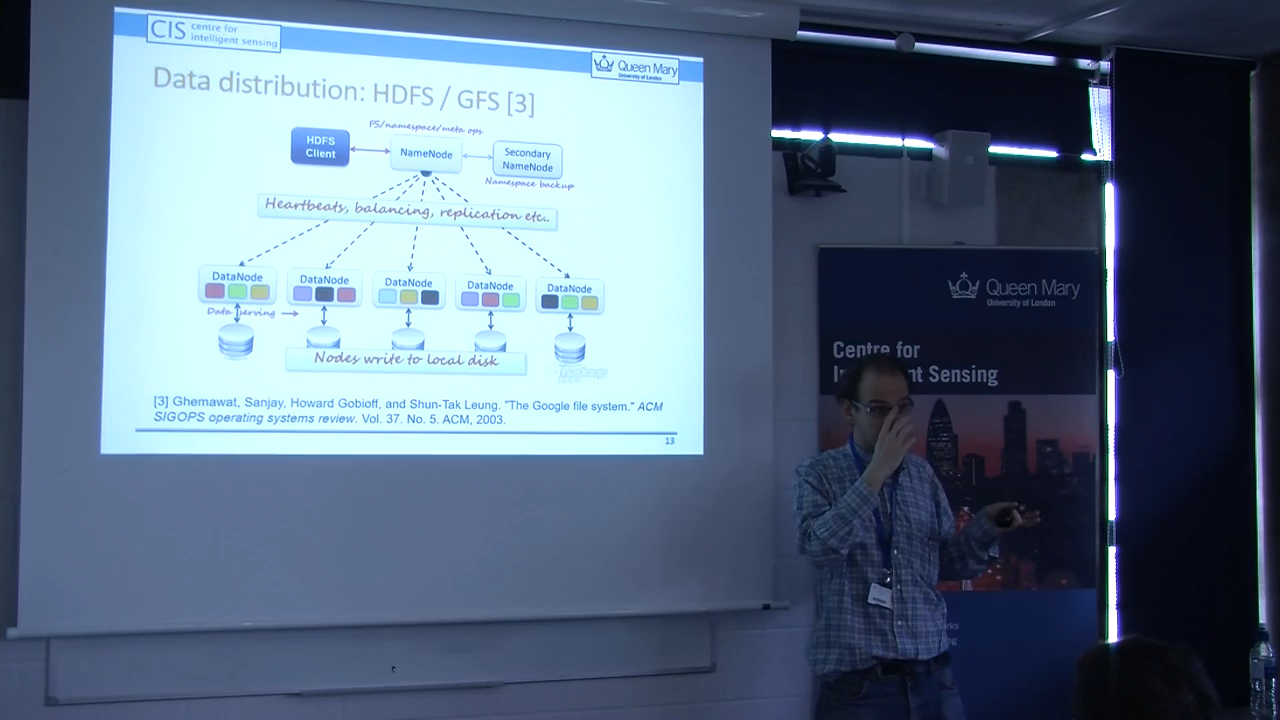 CIS centre for
intelligent sensing
Queen Mary
University of London
Data distribution: HDFS / GFS [3]
FS/namespace/meta ops
HDFS
Client
NameNode
Secondary
NameNode
Namespace backup
Heartbeats, balancing, replication etc..
DataNode
DataNode
DataNode
DataNode
DataNode
Data serving
Nodes write to local disk
[3] Ghemawat, Sanjay, Howard Gobioff, and Shun-Tak Leung. "The Google file system." ACM
SIGOPS operating systems review. Vol. 37. No. 5. ACM, 2003.
13
Queen Mary
University of London
Centre for
Sensing